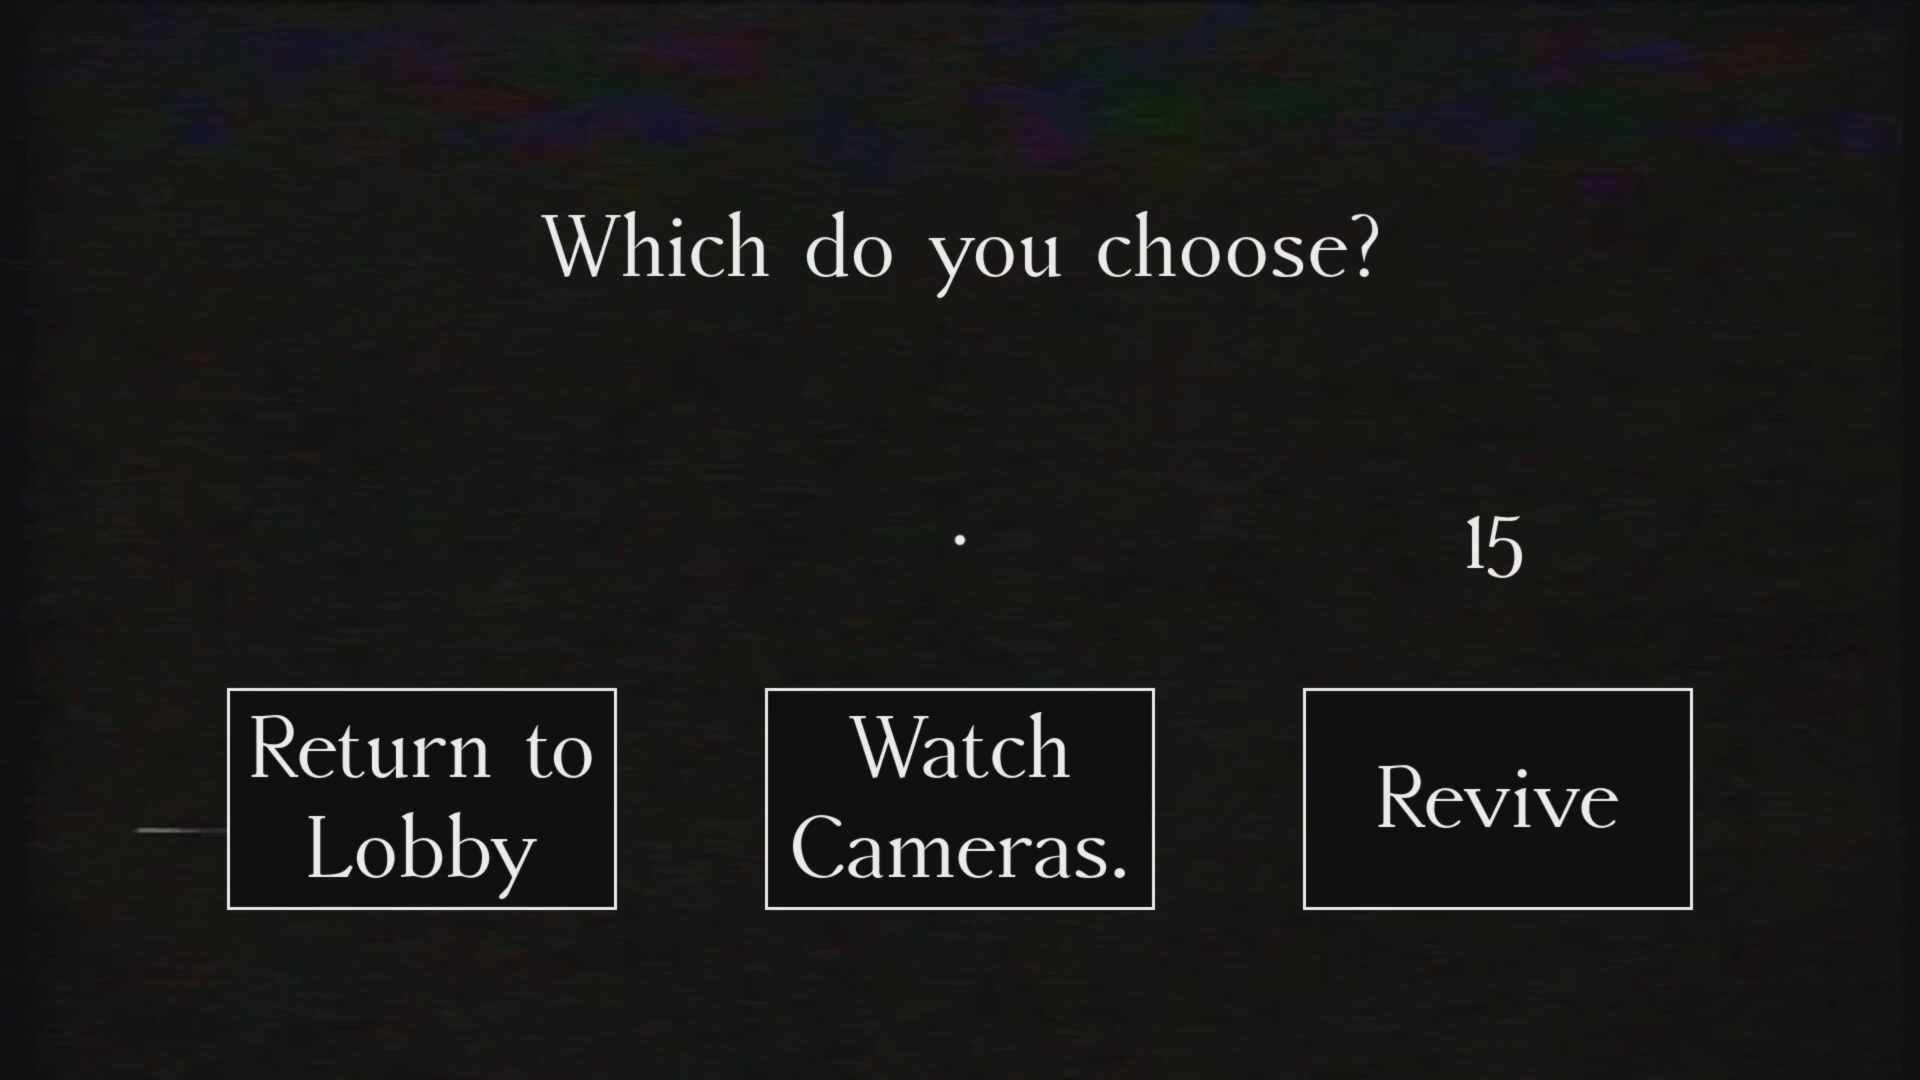 Which do you choose?
15
Return to
Lobby
Watch
Cameras.
Revive